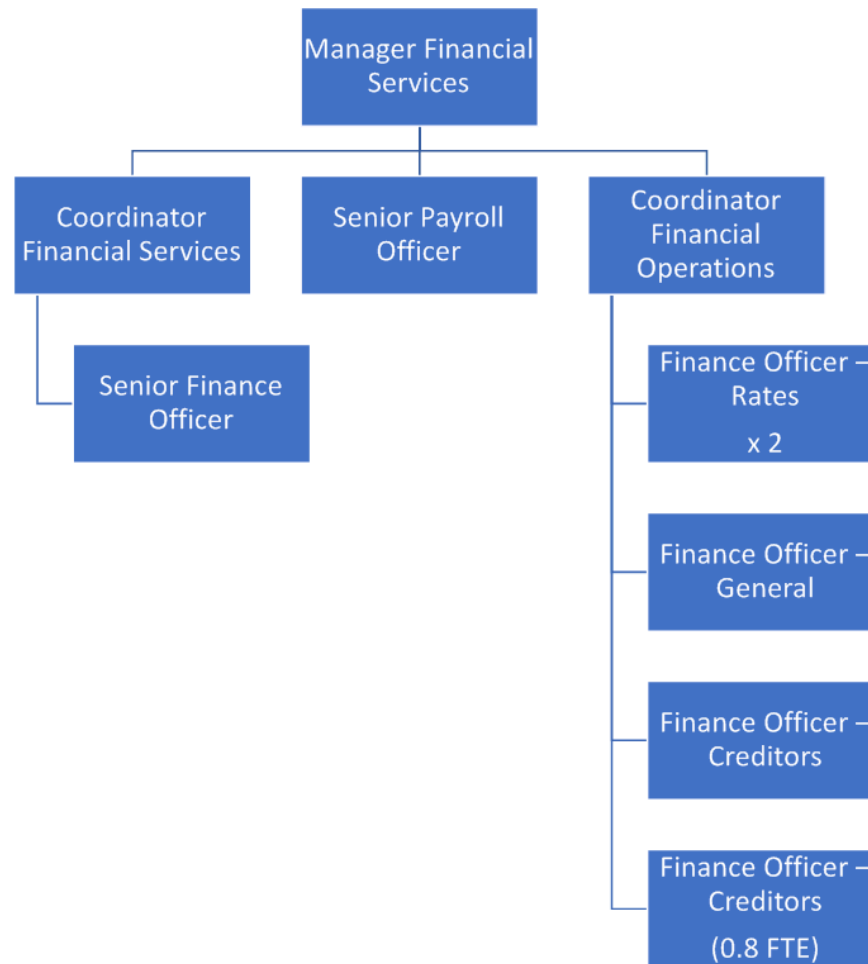 Manager Financial
Services
Coordinator
Financial Services
Senior Payroll
Officer
Coordinator
Financial
Operations
Senior Finance
Officer
Finance Officer –
Rates
x 2
Finance Officer –
General
Finance Officer –
Creditors
Finance Officer –
Creditors
(0.8 FTE)